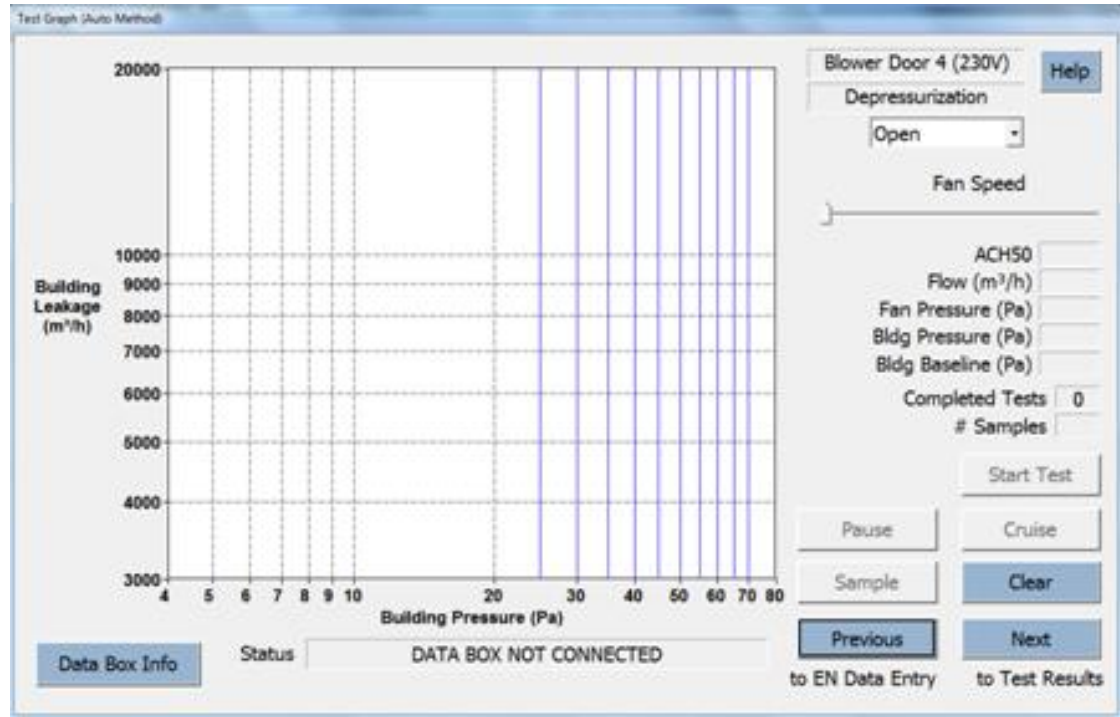 Test Graph (Auto Method)
Blower Door 4 (230V)
Help
Depressurization
Open
Fan Speed
20000
10000
9000
8000
7000
6000
5000
4000
3000
Building
Leakage
(m³/h)
4 5 6 7 8 9 10 20 30 40 50 60 70 80
Building Pressure (Pa)
ACH50
Flow (m³/h)
Fan Pressure (Pa)
Bldg Pressure (Pa)
Bldg Baseline (Pa)
Completed Tests 0
# Samples
Start Test
Pause Cruise
Sample Clear
Previous Next
to EN Data Entry to Test Results
Data Box Info
Status DATA BOX NOT CONNECTED